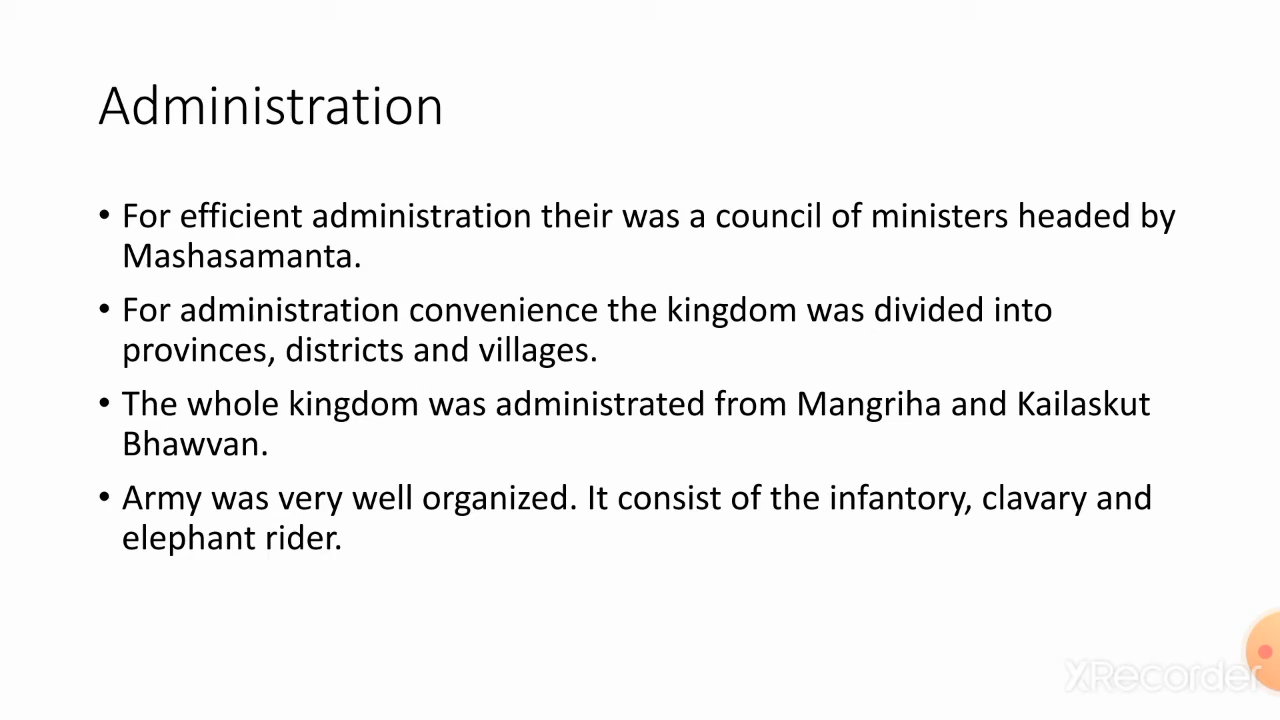 Administration
• For efficient administration their was a council of ministers headed by
Mashasamanta.
• For administration convenience the kingdom was divided into
provinces, districts and villages.
• The whole kingdom was administrated from Mangriha and Kailaskut
Bhawvan.
• Army was very well organized. It consist of the infantory, clavary and
elephant rider.
XRecorder